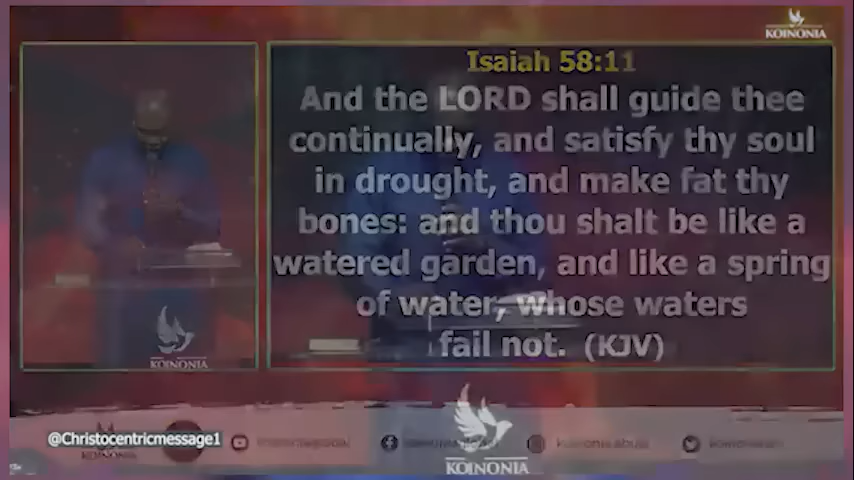 KOINONIA
Isaiah 58:11
And the LORD shall guide thee
continually, and satisfy thy soul
in drought, and make fat thy
bones: and thou shalt be like a
watered garden, and like a spring
of water, whose waters
fail not. (KJV)
KOINONIA
@Christocentricmessage1
KOINONIA
KOINONIA